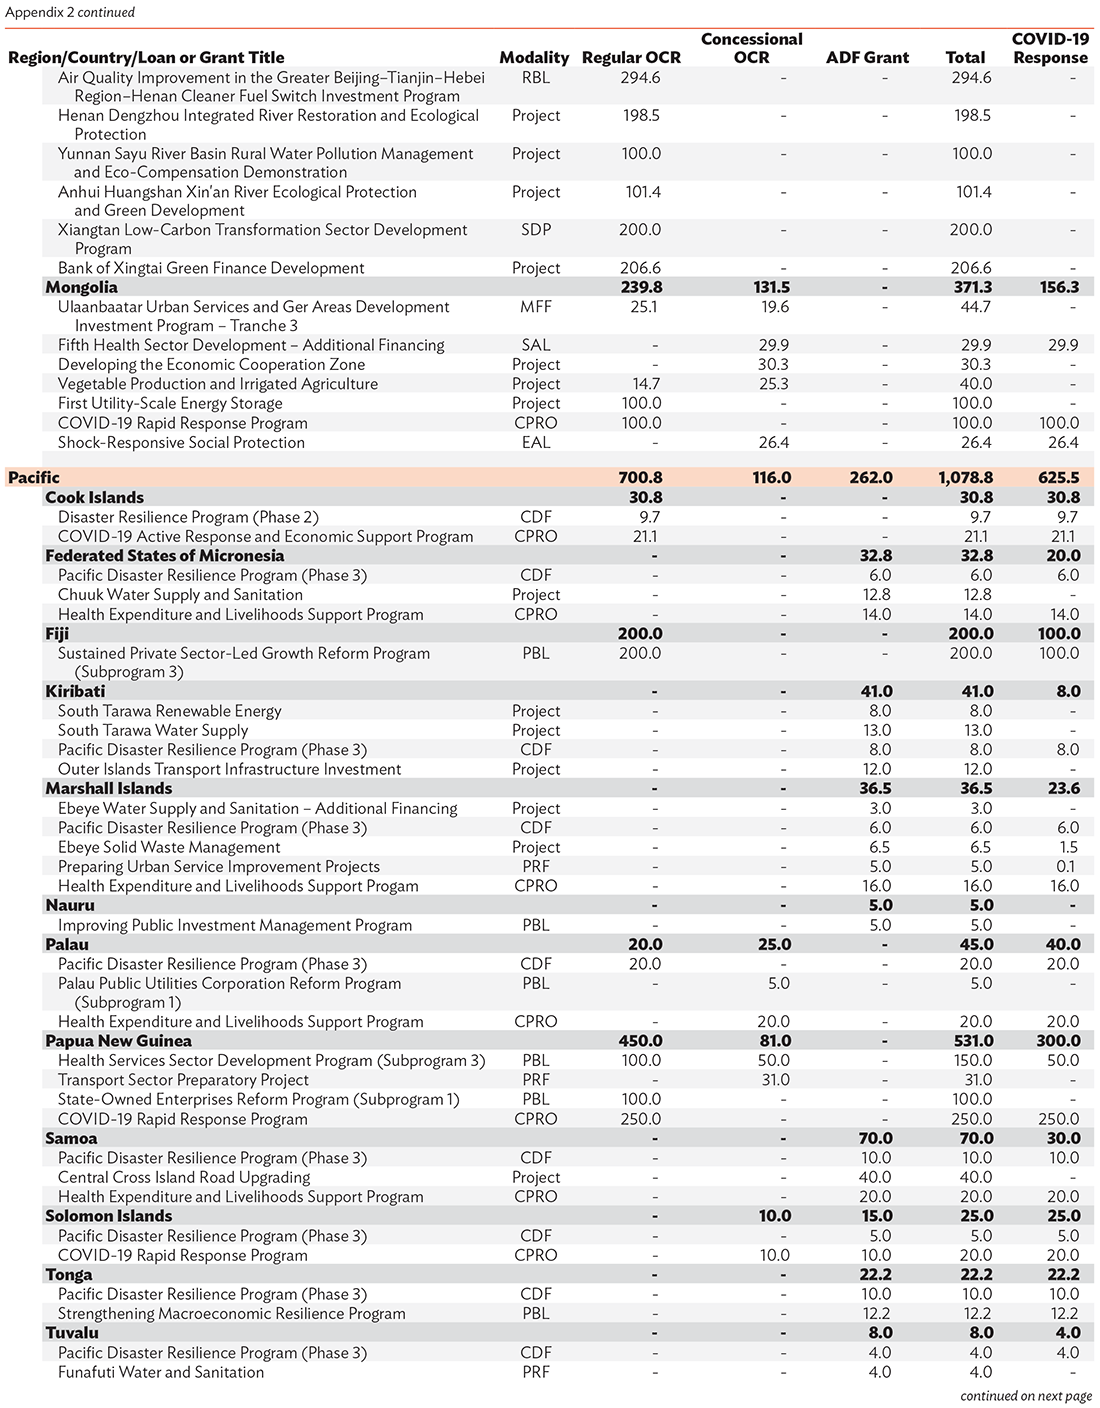 Appendix 2 continued
Region/Country/Loan or Grant Title Modality Regular OCR Concessional OCR ADF Grant Total COVID-19 Response
Air Quality Improvement in the Greater Beijing–Tianjin–Hebei RBL 294.6 - - 294.6 -
Region–Henan Cleaner Fuel Switch Investment Program
Henan Dengzhou Integrated River Restoration and Ecological Project 198.5 - - 198.5 -
Protection
Yunnan Sayu River Basin Rural Water Pollution Management Project 100.0 - - 100.0 -
and Eco-Compensation Demonstration
Anhui Huangshan Xin'an River Ecological Protection Project 101.4 - - 101.4 -
and Green Development
Xiangtan Low-Carbon Transformation Sector Development SDP 200.0 - - 200.0 -
Program
Bank of Xingtai Green Finance Development Project 206.6 - - 206.6 -
Mongolia 239.8 131.5 - 371.3 156.3
Ulaanbaatar Urban Services and Ger Areas Development MFF 25.1 19.6 - 44.7 -
Investment Program – Tranche 3
Fifth Health Sector Development – Additional Financing SAL - 29.9 - 29.9 29.9
Developing the Economic Cooperation Zone Project - 30.3 - 30.3 -
Vegetable Production and Irrigated Agriculture Project 14.7 25.3 - 40.0 -
First Utility-Scale Energy Storage Project 100.0 - - 100.0 -
COVID-19 Rapid Response Program CPRO 100.0 - - 100.0 100.0
Shock-Responsive Social Protection EAL - 26.4 - 26.4 26.4
Pacific 700.8 116.0 262.0 1,078.8 625.5
Cook Islands 30.8 - - 30.8 30.8
Disaster Resilience Program (Phase 2) CDF 9.7 - - 9.7 9.7
COVID-19 Active Response and Economic Support Program CPRO 21.1 - - 21.1 21.1
Federated States of Micronesia - - 32.8 32.8 20.0
Pacific Disaster Resilience Program (Phase 3) CDF - - 6.0 6.0 6.0
Chuuk Water Supply and Sanitation Project - - 12.8 12.8 -
Health Expenditure and Livelihoods Support Program CPRO - - 14.0 14.0 14.0
Fiji 200.0 - - 200.0 100.0
Sustained Private Sector-Led Growth Reform Program PBL 200.0 - - 200.0 100.0
(Subprogram 3)
Kiribati - - 41.0 41.0 8.0
South Tarawa Renewable Energy Project - - 8.0 8.0 -
South Tarawa Water Supply Project - - 13.0 13.0 -
Pacific Disaster Resilience Program (Phase 3) CDF - - 8.0 8.0 8.0
Outer Islands Transport Infrastructure Investment Project - - 12.0 12.0 -
Marshall Islands - - 36.5 36.5 23.6
Ebeye Water Supply and Sanitation – Additional Financing Project - - 3.0 3.0 -
Pacific Disaster Resilience Program (Phase 3) CDF - - 6.0 6.0 6.0
Ebeye Solid Waste Management Project - - 6.5 6.5 1.5
Preparing Urban Service Improvement Projects PRF - - 5.0 5.0 0.1
Health Expenditure and Livelihoods Support Progam CPRO - - 16.0 16.0 16.0
Nauru - - 5.0 5.0 -
Improving Public Investment Management Program PBL - - 5.0 5.0 -
Palau 20.0 25.0 - 45.0 40.0
Pacific Disaster Resilience Program (Phase 3) CDF 20.0 - - 20.0 20.0
Palau Public Utilities Corporation Reform Program PBL - 5.0 - 5.0 -
(Subprogram 1)
Health Expenditure and Livelihoods Support Program CPRO - 20.0 - 20.0 20.0
Papua New Guinea 450.0 81.0 - 531.0 300.0
Health Services Sector Development Program (Subprogram 3) PBL 100.0 50.0 - 150.0 50.0
Transport Sector Preparatory Project PRF - 31.0 - 31.0 -
State-Owned Enterprises Reform Program (Subprogram 1) PBL 100.0 - - 100.0 -
COVID-19 Rapid Response Program CPRO 250.0 - - 250.0 250.0
Samoa - - 70.0 70.0 30.0
Pacific Disaster Resilience Program (Phase 3) CDF - - 10.0 10.0 10.0
Central Cross Island Road Upgrading Project - - 40.0 40.0 -
Health Expenditure and Livelihoods Support Program CPRO - - 20.0 20.0 20.0
Solomon Islands - 10.0 15.0 25.0 25.0
Pacific Disaster Resilience Program (Phase 3) CDF - - 5.0 5.0 5.0
COVID-19 Rapid Response Program CPRO - 10.0 10.0 20.0 20.0
Tonga - - 22.2 22.2 22.2
Pacific Disaster Resilience Program (Phase 3) CDF - - 10.0 10.0 10.0
Strengthening Macroeconomic Resilience Program PBL - - 12.2 12.2 12.2
Tuvalu - - 8.0 8.0 4.0
Pacific Disaster Resilience Program (Phase 3) CDF - - 4.0 4.0 4.0
Funafuti Water and Sanitation PRF - - 4.0 4.0 -
continued on next page